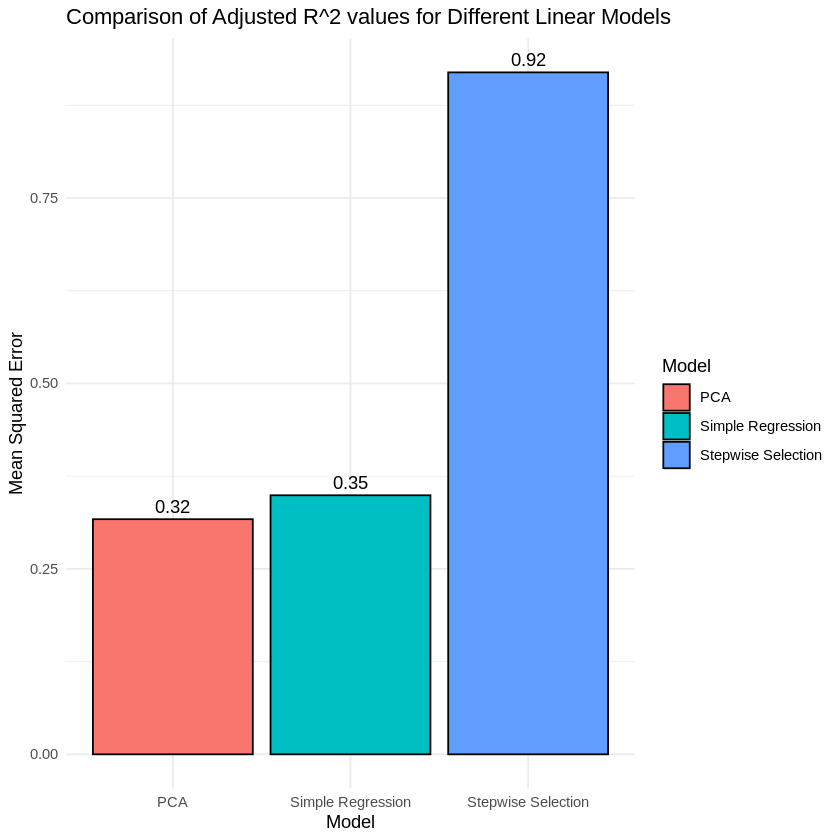 Comparison of Adjusted R^2 values for Different Linear Models
Mean Squared Error
0.75
0.50
0.25
0.00
0.32
0.35
0.92
PCA
Simple Regression
Stepwise Selection
Model
Model
PCA
Simple Regression
Stepwise Selection